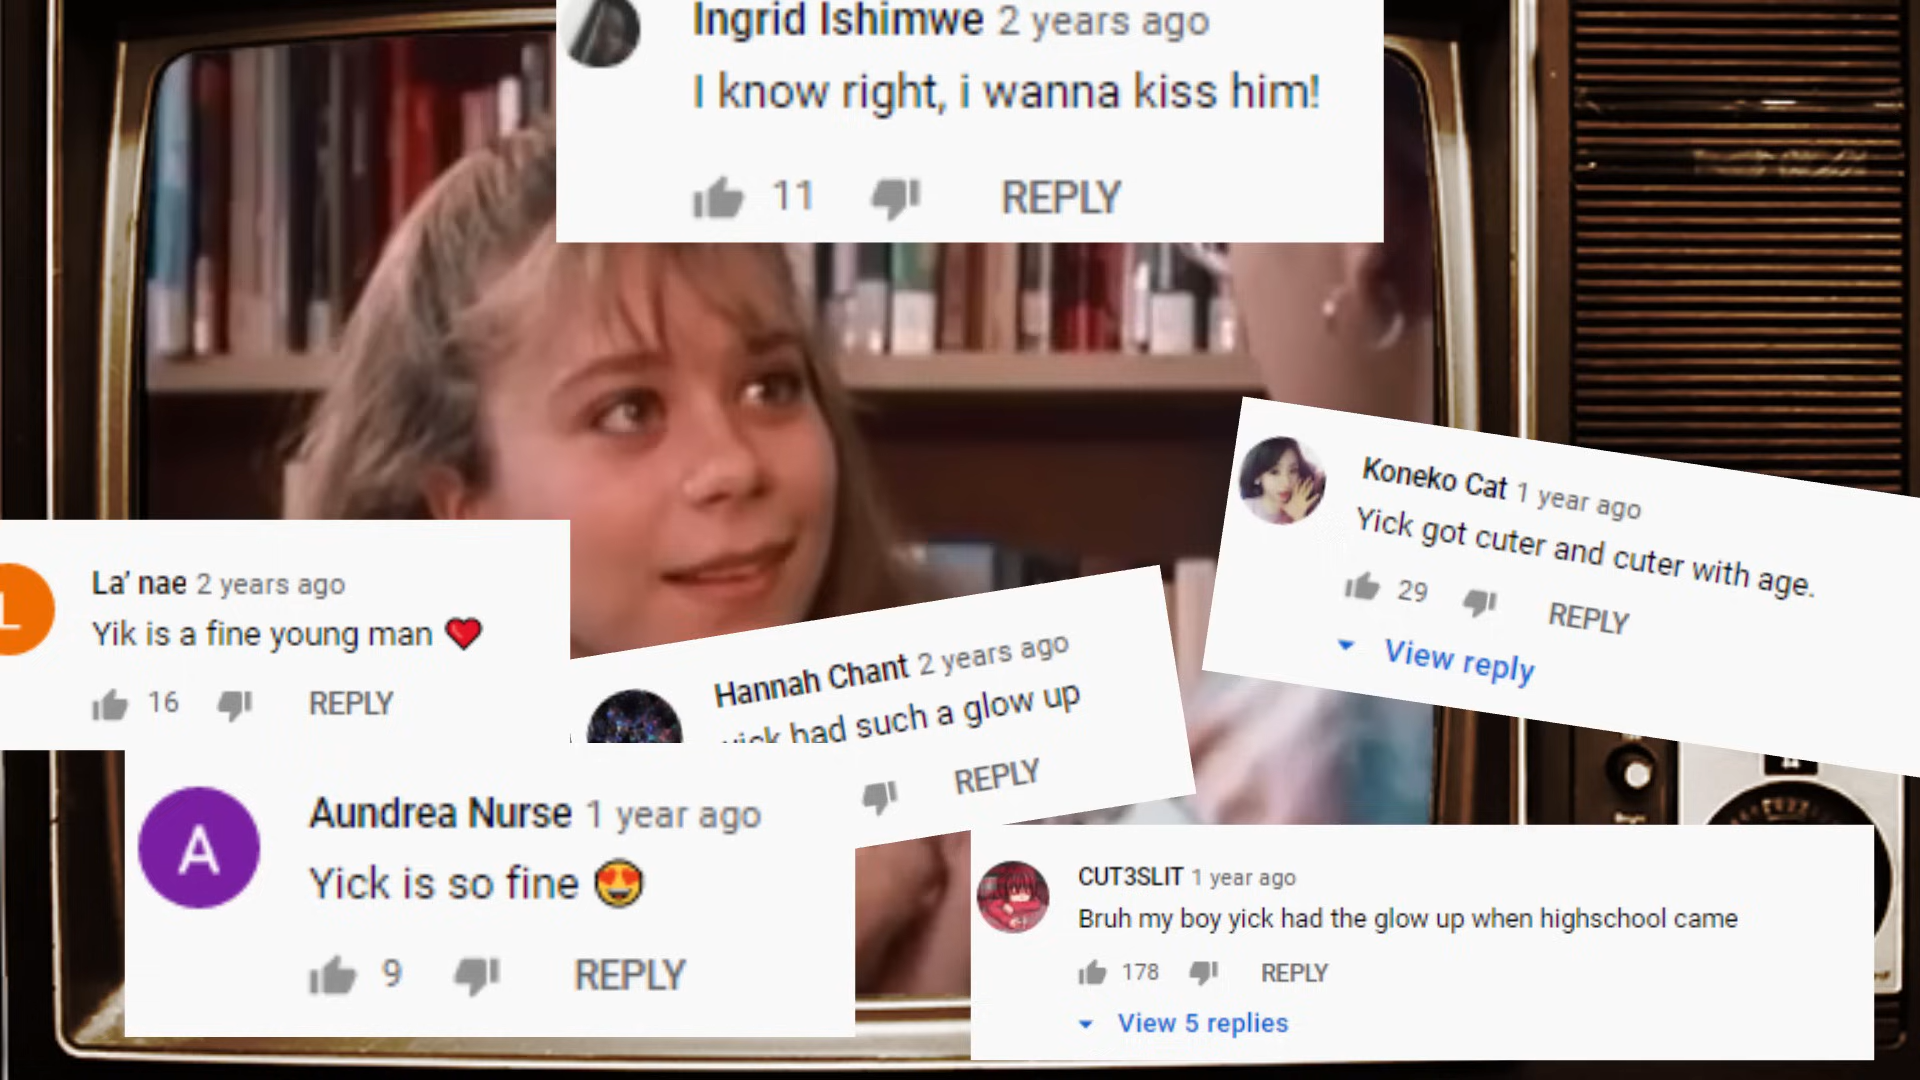 Ingrid Ishimwe 2 years ago
I know right, i wanna kiss him!
11 REPLY
Koneko Cat 1 year ago
Yick got cuter and cuter with age.
29 REPLY
View reply
L
La' nae 2 years ago
Yik is a fine young man ❤️
16 REPLY
Hannah Chant 2 years ago
yick had such a glow up
REPLY
A
Aundrea Nurse 1 year ago
Yick is so fine 😍
9 REPLY
CUT3SLIT 1 year ago
Bruh my boy yick had the glow up when highschool came
178 REPLY
View 5 replies